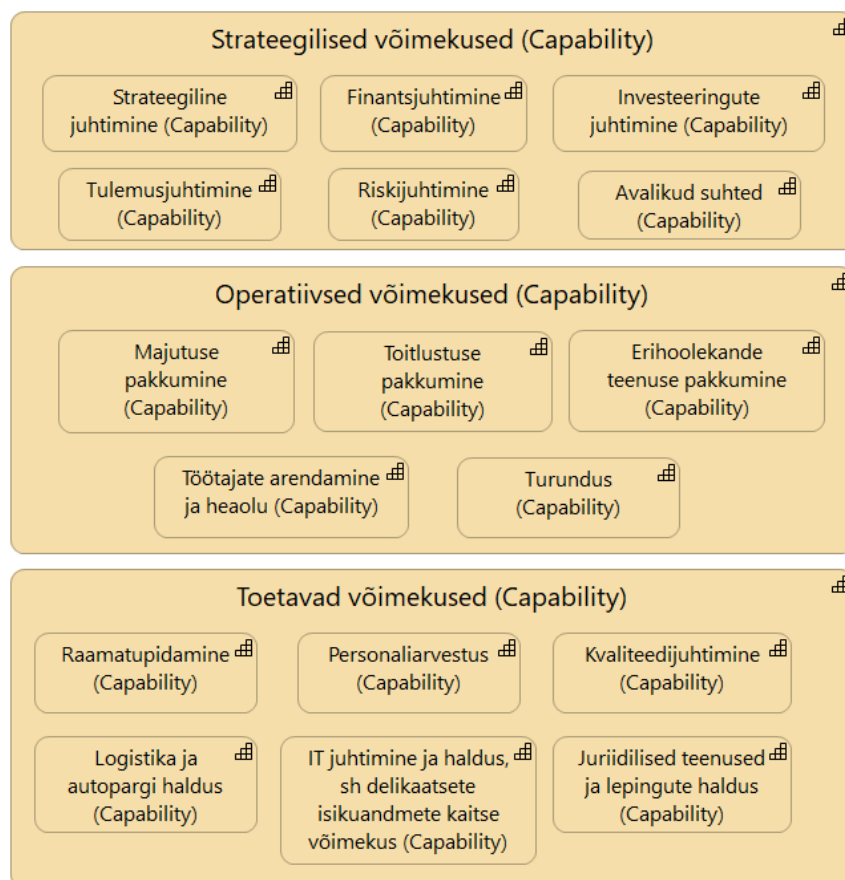 Strateegilised võimekused (Capability)
Strateegiline
juhtimine (Capability)
Finantsjuhtimine
(Capability)
Investeeringute
juhtimine (Capability)
Tulemusjuhtimine
(Capability)
Riskijuhtimine
(Capability)
Avalikud suhted
(Capability)
Operatiivsed võimekused (Capability)
Majutuse
pakkumine
(Capability)
Toitlustuse
pakkumine
(Capability)
Erihoolekande
teenuse pakkumine
(Capability)
Töötajate arendamine
ja heaolu (Capability)
Turundus
(Capability)
Toetavad võimekused (Capability)
Raamatupidamine
(Capability)
Personaliarvestus
(Capability)
Kvaliteedijuhtimine
(Capability)
Logistika ja
autopargi haldus
(Capability)
IT juhtimine ja haldus,
sh delikaatsete
isikuandmete kaitse
võimekus (Capability)
Juriidilised teenused
ja lepingute haldus
(Capability)